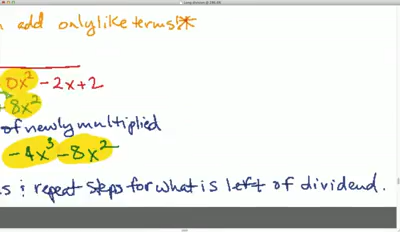 add only like terms!*
0x² - 2x + 2
8x²
of newly multiplied
-4x³ - 8x²
s & repeat steps for what is left of dividend.